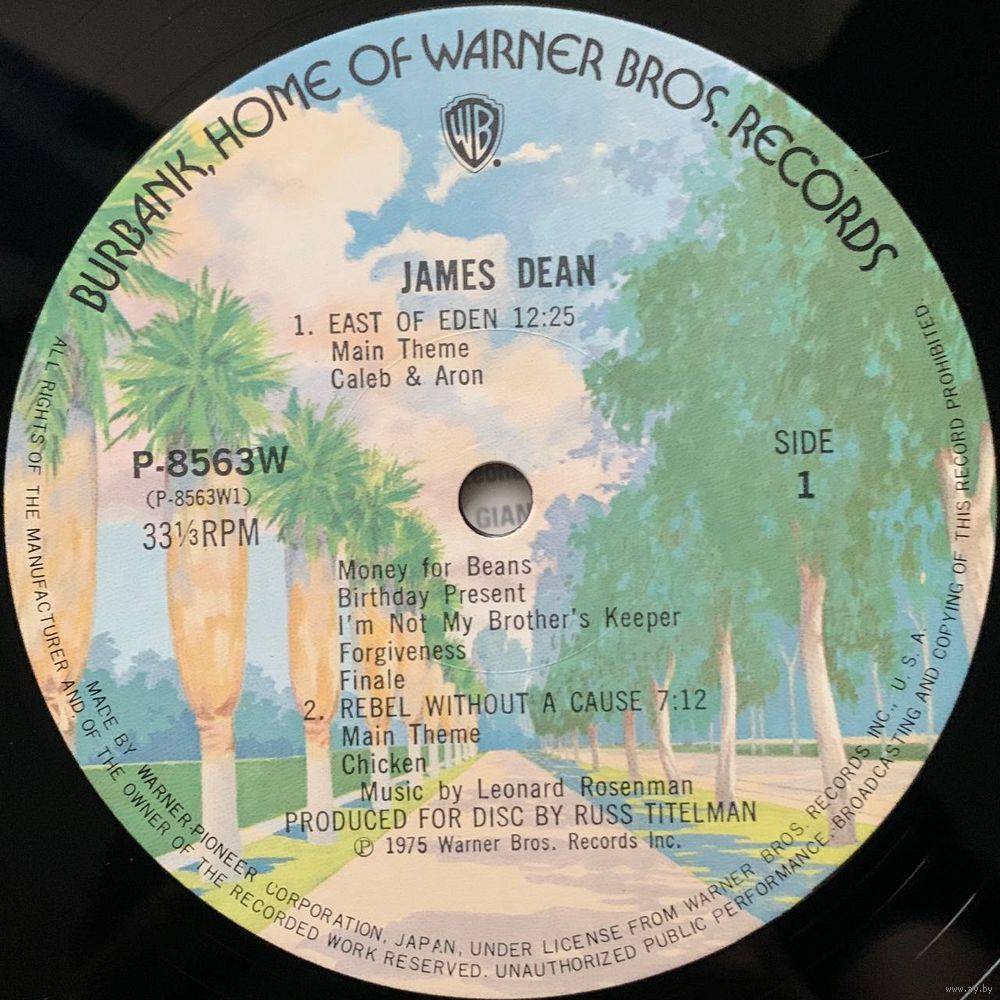 BURBANK, HOME OF WARNER BROS. RECORDS
WB
JAMES DEAN
1. EAST OF EDEN 12:25
Main Theme
Caleb & Aron
P-8563W
(P-8563W1)
33⅓RPM
SIDE
1
GIAN
Money for Beans
Birthday Present
I'm Not My Brother's Keeper
Forgiveness
Finale
2. REBEL WITHOUT A CAUSE 7:12
Main Theme
Chicken
Music by Leonard Rosenman
PRODUCED FOR DISC BY RUSS TITELMAN
Ⓟ 1975 Warner Bros. Records Inc.
MADE BY WARNER-PIONEER CORPORATION, JAPAN, UNDER LICENSE FROM WARNER BROS. RECORDS INC., U. S. A.
ALL RIGHTS OF THE MANUFACTURER AND OF THE OWNER OF THE RECORDED WORK RESERVED. UNAUTHORIZED PUBLIC PERFORMANCE, BROADCASTING AND COPYING OF THIS RECORD PROHIBITED.
www.ay.by